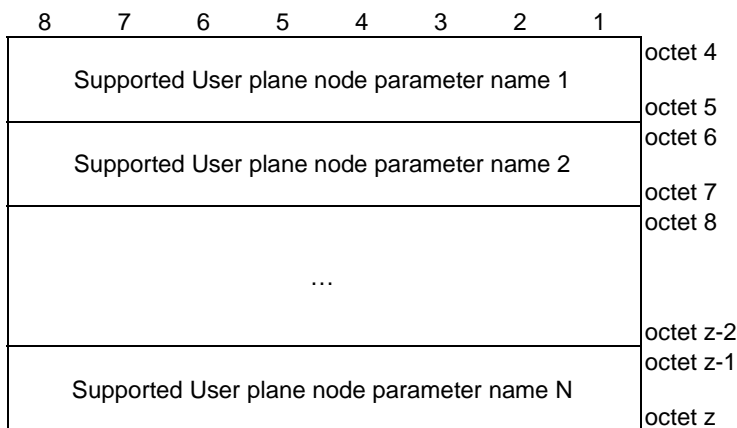 8 7 6 5 4 3 2 1
octet 4
Supported User plane node parameter name 1
octet 5
octet 6
Supported User plane node parameter name 2
octet 7
octet 8
…
octet z-2
octet z-1
Supported User plane node parameter name N
octet z